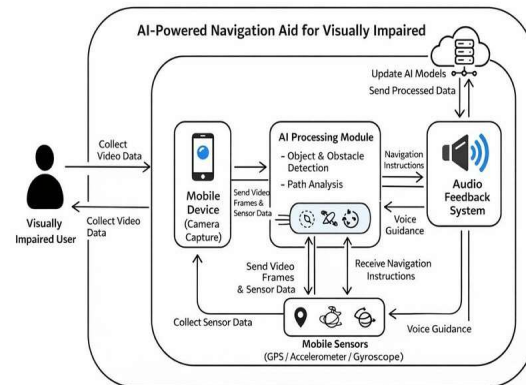 AI-Powered Navigation Aid for Visually Impaired
Update AI Models
Send Processed Data
Collect
Video Data
Collect Video
Data
Visually
Impaired User
Mobile
Device
(Camera
Capture)
Send Video
Frames &
Sensor Data
AI Processing Module
- Object & Obstacle
Detection
- Path Analysis
Navigation
Instructions
Voice
Guidance
Audio
Feedback
System
Send Video
Frames
& Sensor Data
Receive Navigation
Instructions
Collect Sensor Data
Voice Guidance
Mobile Sensors
(GPS / Accelerometer / Gyroscope)